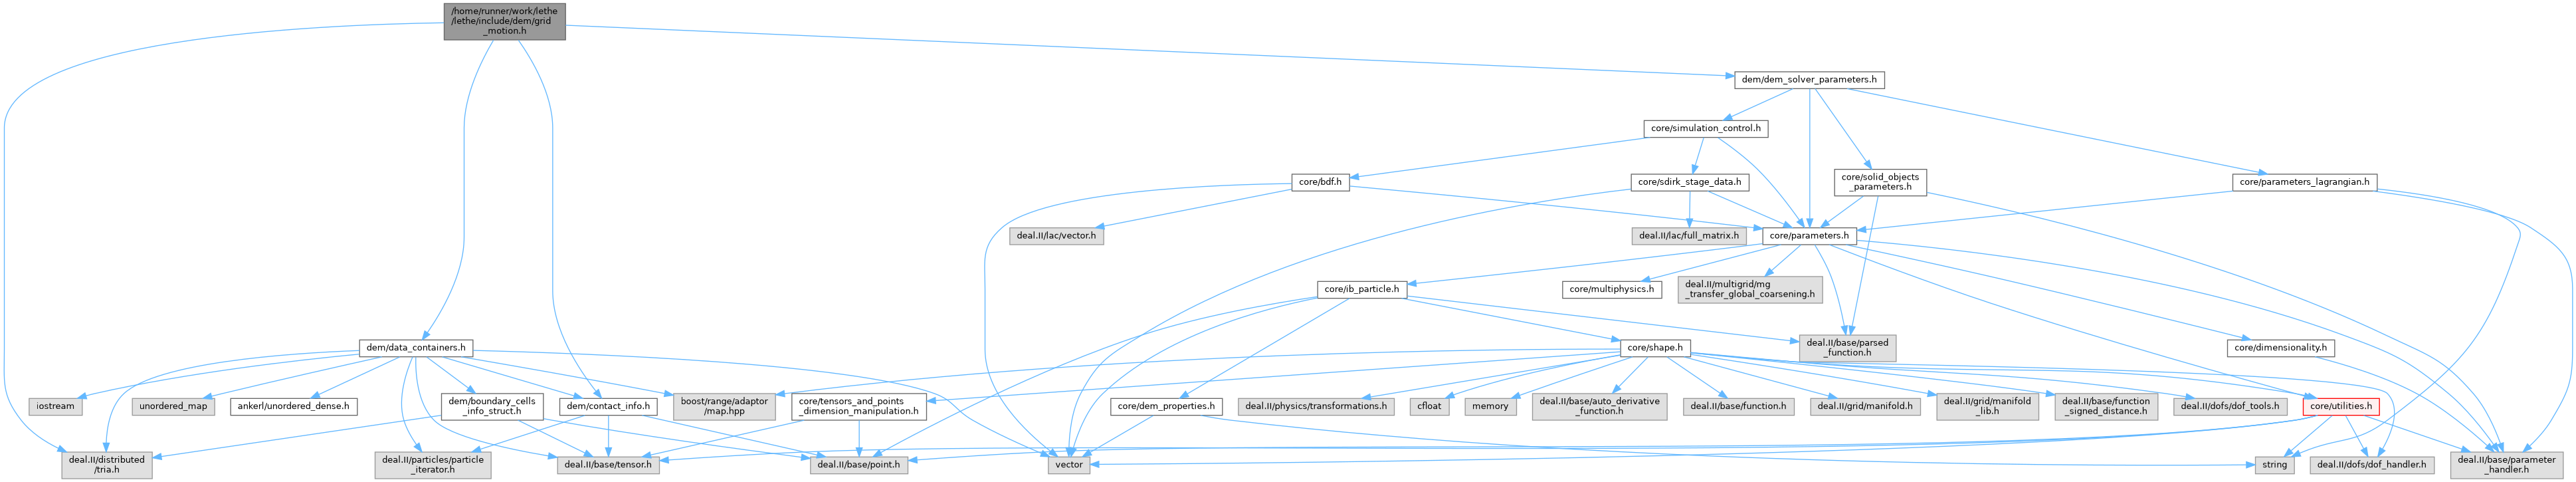 /home/runner/work/lethe
/lethe/include/dem/grid
_motion.h
dem/dem_solver_parameters.h
core/simulation_control.h
core/bdf.h
core/sdirk_stage_data.h
core/solid_objects
_parameters.h
core/parameters_lagrangian.h
deal.II/lac/vector.h
deal.II/lac/full_matrix.h
core/parameters.h
core/ib_particle.h
core/multiphysics.h
deal.II/multigrid/mg
_transfer_global_coarsening.h
dem/data_containers.h
core/shape.h
deal.II/base/parsed
_function.h
core/dimensionality.h
iostream
unordered_map
ankerl/unordered_dense.h
dem/boundary_cells
_info_struct.h
dem/contact_info.h
boost/range/adaptor
/map.hpp
core/tensors_and_points
_dimension_manipulation.h
core/dem_properties.h
deal.II/physics/transformations.h
cfloat
memory
deal.II/base/auto_derivative
_function.h
deal.II/base/function.h
deal.II/grid/manifold.h
deal.II/grid/manifold
_lib.h
deal.II/base/function
_signed_distance.h
deal.II/dofs/dof_tools.h
core/utilities.h
deal.II/distributed
/tria.h
deal.II/particles/particle
_iterator.h
deal.II/base/tensor.h
deal.II/base/point.h
vector
string
deal.II/dofs/dof_handler.h
deal.II/base/parameter
_handler.h